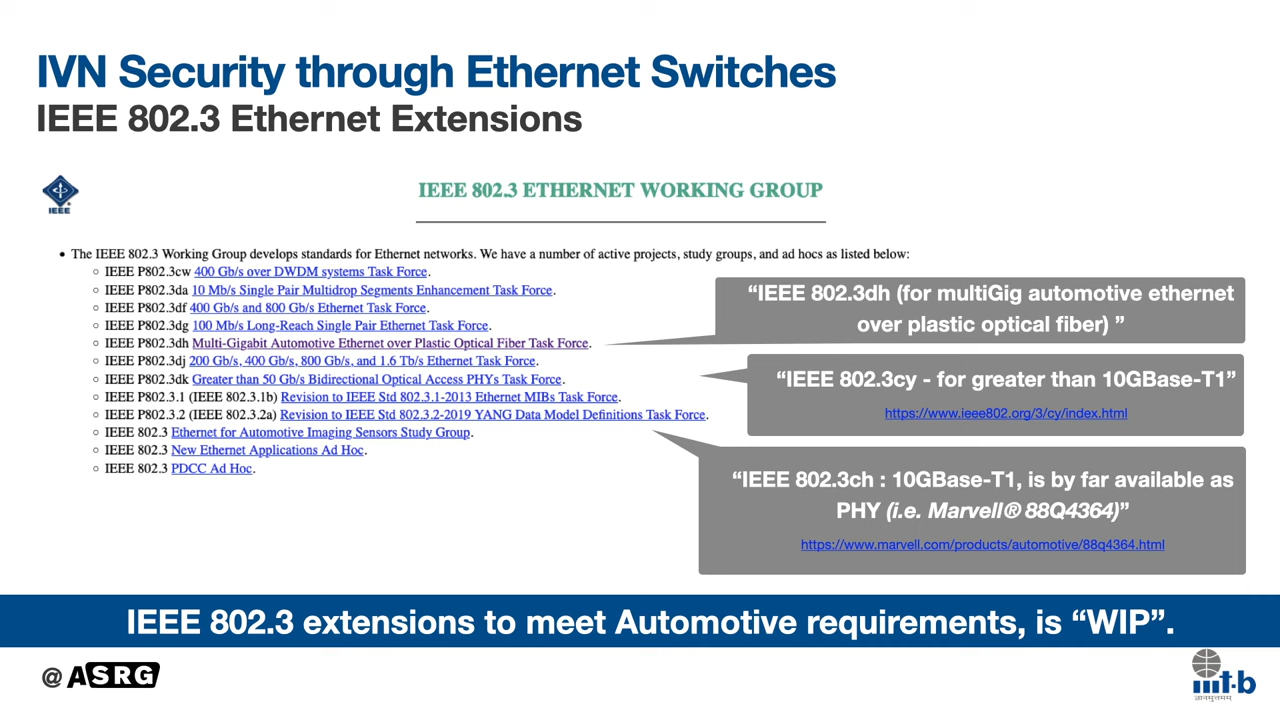 IVN Security through Ethernet Switches
IEEE 802.3 Ethernet Extensions
IEEE
IEEE 802.3 ETHERNET WORKING GROUP
• The IEEE 802.3 Working Group develops standards for Ethernet networks. We have a number of active projects, study groups, and ad hocs as listed below:
○ IEEE P802.3cw 400 Gb/s over DWDM systems Task Force.
○ IEEE P802.3da 10 Mb/s Single Pair Multidrop Segments Enhancement Task Force.
○ IEEE P802.3df 400 Gb/s and 800 Gb/s Ethernet Task Force.
○ IEEE P802.3dg 100 Mb/s Long-Reach Single Pair Ethernet Task Force.
○ IEEE P802.3dh Multi-Gigabit Automotive Ethernet over Plastic Optical Fiber Task Force.
○ IEEE P802.3dj 200 Gb/s, 400 Gb/s, 800 Gb/s, and 1.6 Tb/s Ethernet Task Force.
○ IEEE P802.3dk Greater than 50 Gb/s Bidirectional Optical Access PHYs Task Force.
○ IEEE P802.3.1 (IEEE 802.3.1b) Revision to IEEE Std 802.3.1-2013 Ethernet MIBs Task Force.
○ IEEE P802.3.2 (IEEE 802.3.2a) Revision to IEEE Std 802.3.2-2019 YANG Data Model Definitions Task Force.
○ IEEE 802.3 Ethernet for Automotive Imaging Sensors Study Group.
○ IEEE 802.3 New Ethernet Applications Ad Hoc.
○ IEEE 802.3 PDCC Ad Hoc.
“IEEE 802.3dh (for multiGig automotive ethernet
over plastic optical fiber) ”
“IEEE 802.3cy - for greater than 10GBase-T1”
https://www.ieee802.org/3/cy/index.html
“IEEE 802.3ch : 10GBase-T1, is by far available as
PHY (i.e. Marvell® 88Q4364)”
https://www.marvell.com/products/automotive/88q4364.html
IEEE 802.3 extensions to meet Automotive requirements, is “WIP”.
@ASRG
iiit-b
ज्ञानमुत्तमम्